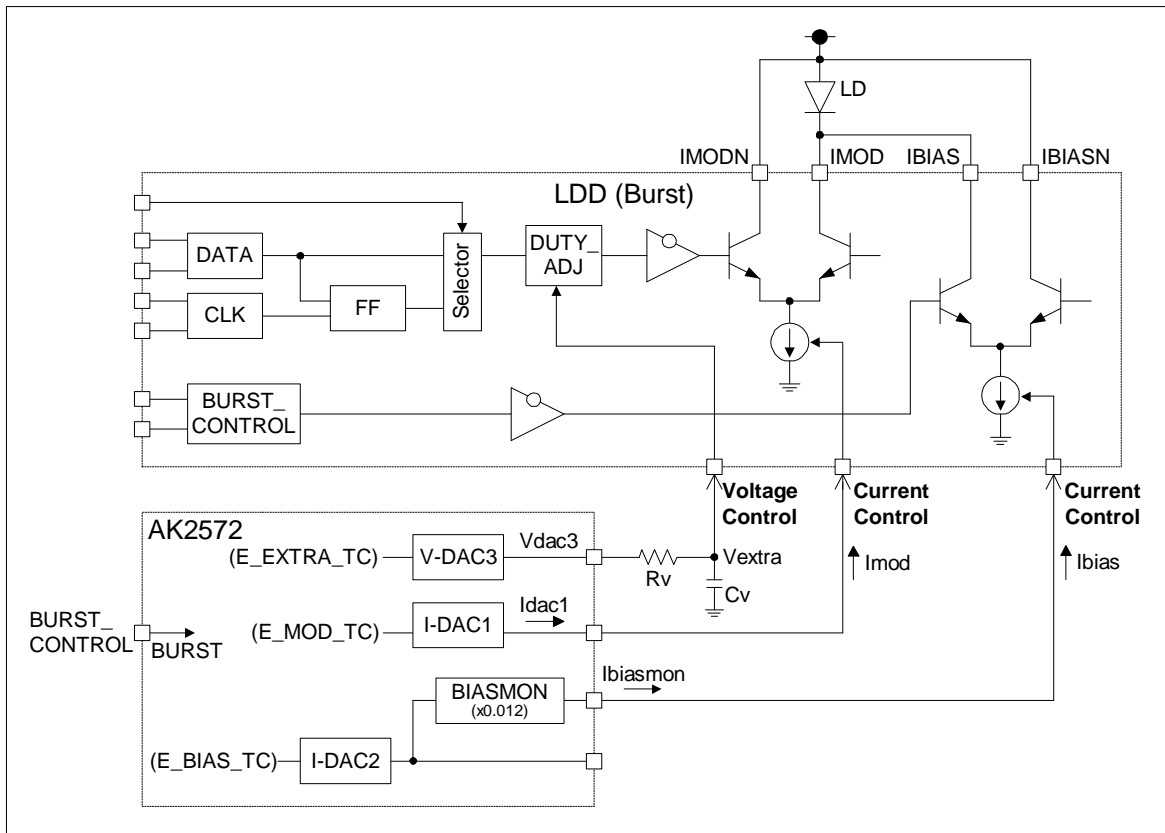 LD
IMODN
IMOD
IBIAS
IBIASN
LDD (Burst)
DATA
CLK
FF
Selector
DUTY_
ADJ
BURST_
CONTROL
Voltage
Control
Current
Control
Current
Control
AK2572
(E_EXTRA_TC)
V-DAC3
Vdac3
Rv
Vextra
Cv
Imod
Ibias
BURST_
CONTROL
BURST
(E_MOD_TC)
I-DAC1
Idac1
BIASMON
(x0.012)
Ibiasmon
(E_BIAS_TC)
I-DAC2